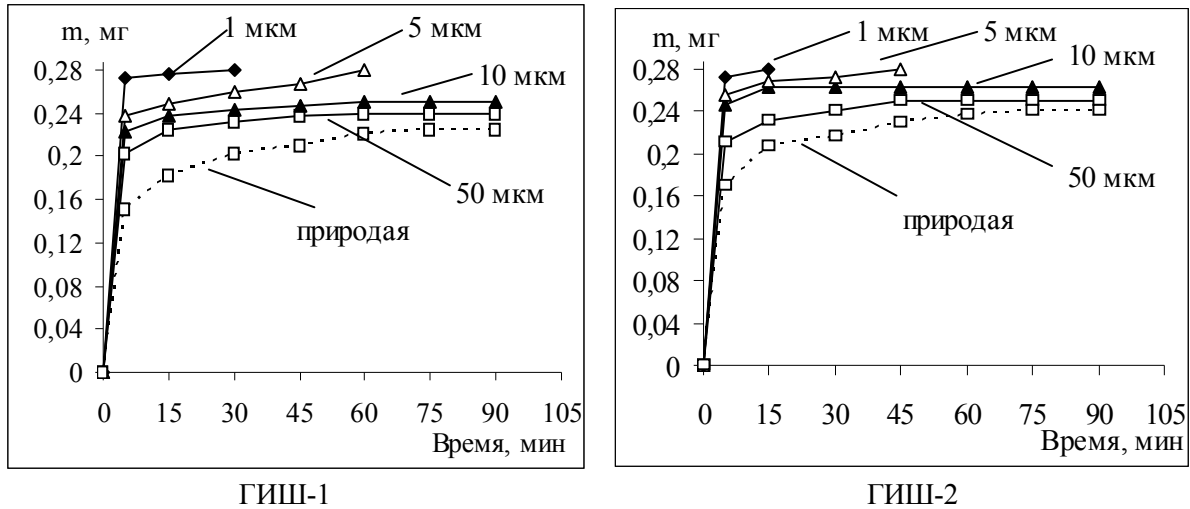 m, мг
1 мкм
5 мкм
10 мкм
50 мкм
природая
0,28
0,24
0,2
0,16
0,12
0,08
0,04
0
0 15 30 45 60 75 90 105
Время, мин
ГИШ-1
m, мг
1 мкм
5 мкм
10 мкм
50 мкм
природая
0,28
0,24
0,2
0,16
0,12
0,08
0,04
0
0 15 30 45 60 75 90 105
Время, мин
ГИШ-2